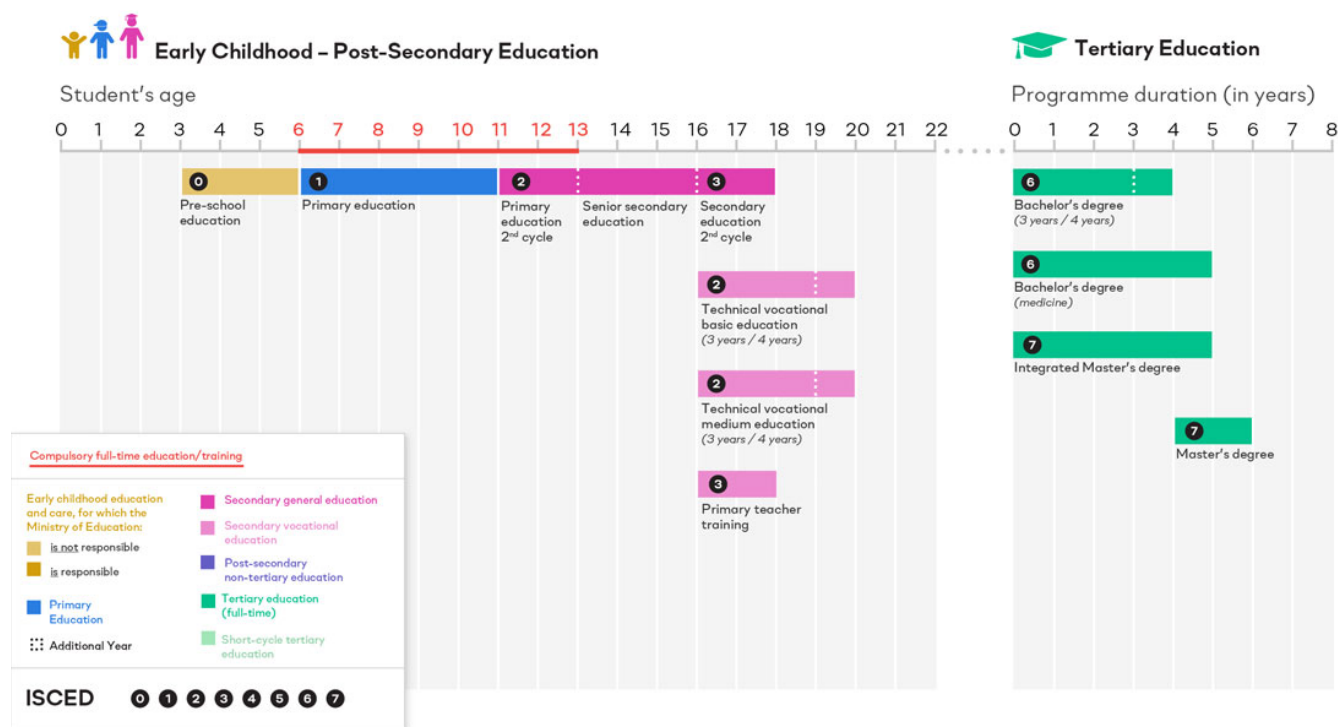 Early Childhood – Post-Secondary Education
Tertiary Education
Student's age
Programme duration (in years)
0 1 2 3 4 5 6 7 8 9 10 11 12 13 14 15 16 17 18 19 20 21 22
0 1 2 3 4 5 6 7 8
0
Pre-school
education
1
Primary education
2
Primary
education
2nd cycle
Senior secondary
education
3
Secondary
education
2nd cycle
2
Technical vocational
basic education
(3 years / 4 years)
2
Technical vocational
medium education
(3 years / 4 years)
3
Primary teacher
training
6
Bachelor's degree
(3 years / 4 years)
6
Bachelor's degree
(medicine)
7
Integrated Master's degree
7
Master's degree
Compulsory full-time education/training
Early childhood education
and care, for which the
Ministry of Education:
is not responsible
is responsible
Primary
Education
Additional Year
Secondary general education
Secondary vocational
education
Post-secondary
non-tertiary education
Tertiary education
(full-time)
Short-cycle tertiary
education
ISCED 0 1 2 3 4 5 6 7